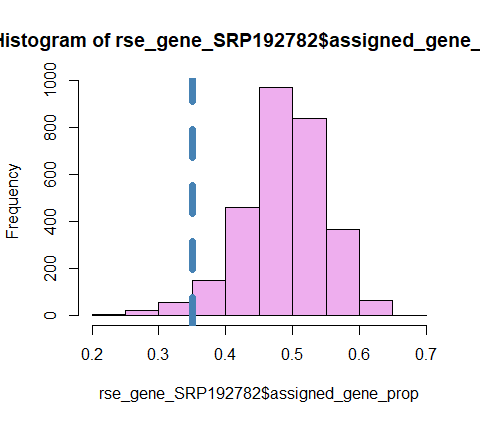 Histogram of rse_gene_SRP192782$assigned_gene_
1000
800
600
400
200
0
Frequency
0.2 0.3 0.4 0.5 0.6 0.7
rse_gene_SRP192782$assigned_gene_prop